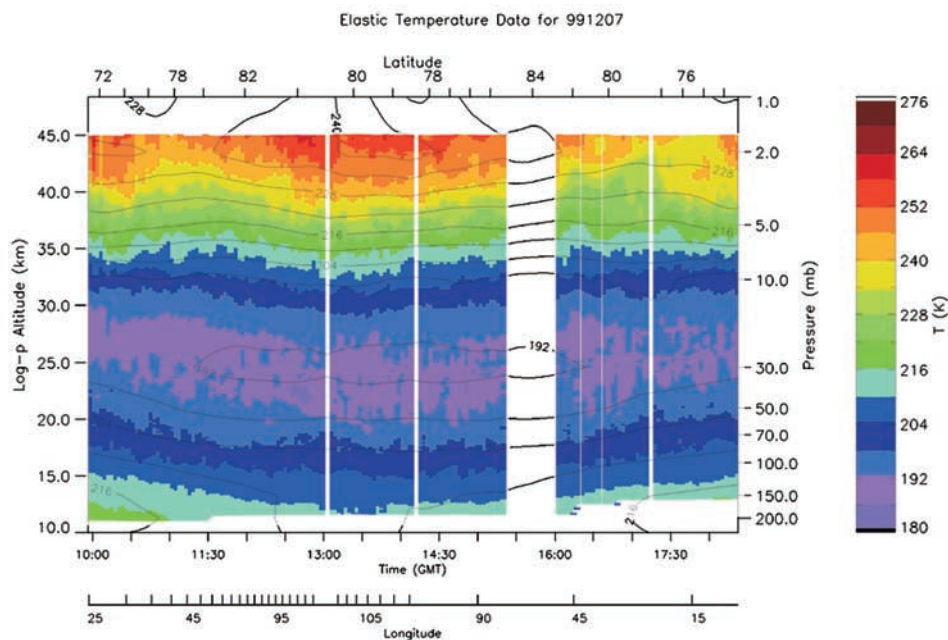 Elastic Temperature Data for 991207
Latitude
72 78 82 80 78 84 80 76
228 240
45.0 1.0 276
2.0 264
40.0 228 228 252
216 5.0 216
35.0 240
204
Log-p Altitude (km) 10.0 Pressure (mb) T (K)
30.0 228
192.
25.0 30.0 216
20.0 50.0 204
70.0
15.0 100.0 192
216 150.0 216
10.0 200.0 180
10:00 11:30 13:00 14:30 16:00 17:30
Time (GMT)
25 45 95 105 90 45 15
Longitude